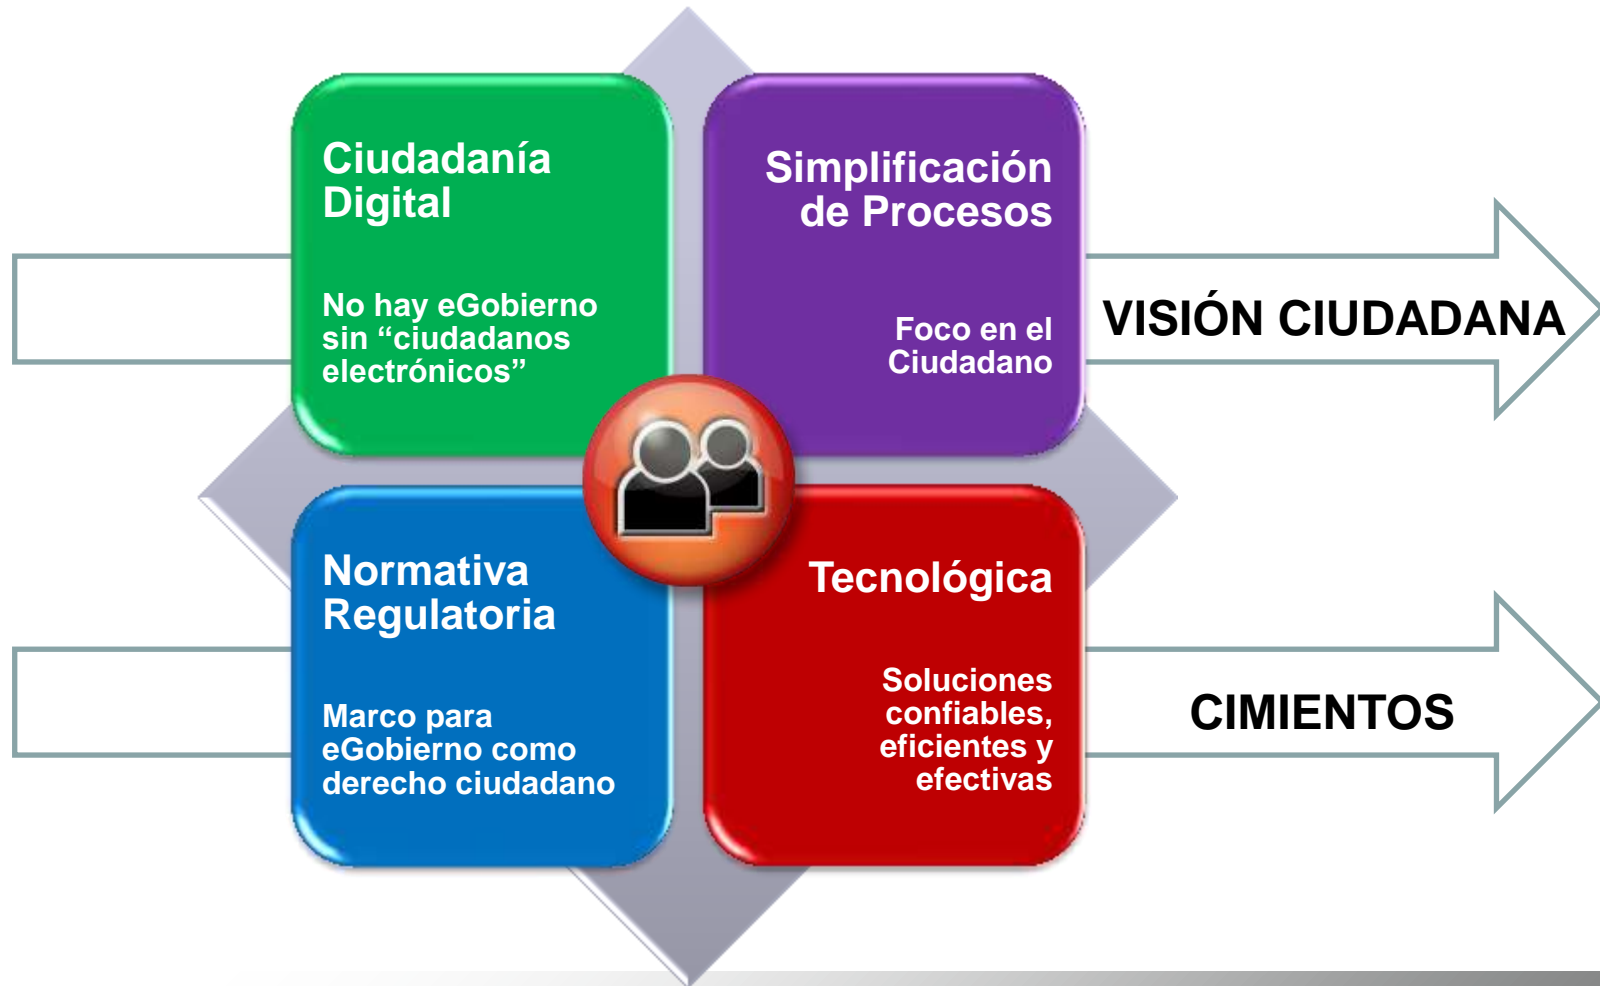 Ciudadanía
Digital
No hay eGobierno
sin “ciudadanos
electrónicos”
Simplificación
de Procesos
Foco en el
Ciudadano
VISIÓN CIUDADANA
Normativa
Regulatoria
Marco para
eGobierno como
derecho ciudadano
Tecnológica
Soluciones
confiables,
eficientes y
efectivas
CIMIENTOS